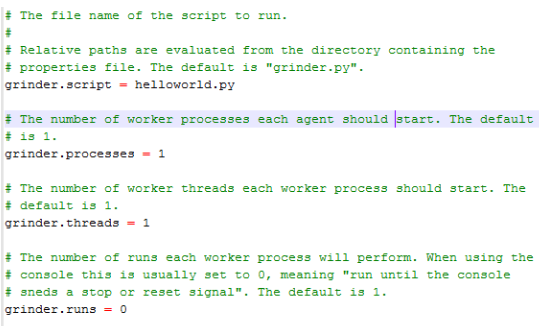 # The file name of the script to run.
#
# Relative paths are evaluated from the directory containing the
# properties file. The default is "grinder.py".
grinder.script = helloworld.py
# The number of worker processes each agent should start. The default
# is 1.
grinder.processes = 1
# The number of worker threads each worker process should start. The
# default is 1.
grinder.threads = 1
# The number of runs each worker process will perform. When using the
# console this is usually set to 0, meaning "run until the console
# sneds a stop or reset signal". The default is 1.
grinder.runs = 0